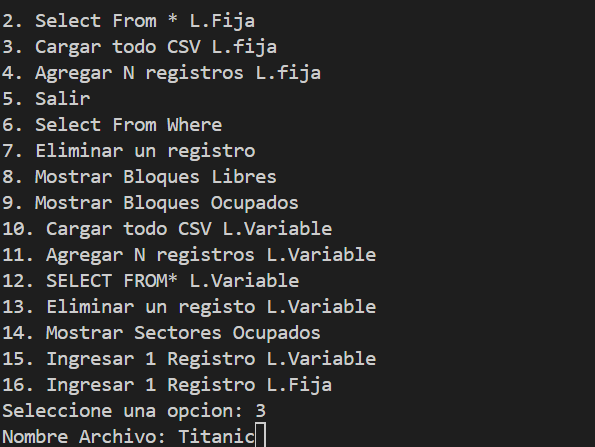 2. Select From * L.Fija
3. Cargar todo CSV L.fija
4. Agregar N registros L.fija
5. Salir
6. Select From Where
7. Eliminar un registro
8. Mostrar Bloques Libres
9. Mostrar Bloques Ocupados
10. Cargar todo CSV L.Variable
11. Agregar N registros L.Variable
12. SELECT FROM* L.Variable
13. Eliminar un registo L.Variable
14. Mostrar Sectores Ocupados
15. Ingresar 1 Registro L.Variable
16. Ingresar 1 Registro L.Fija
Seleccione una opcion: 3
Nombre Archivo: Titanic